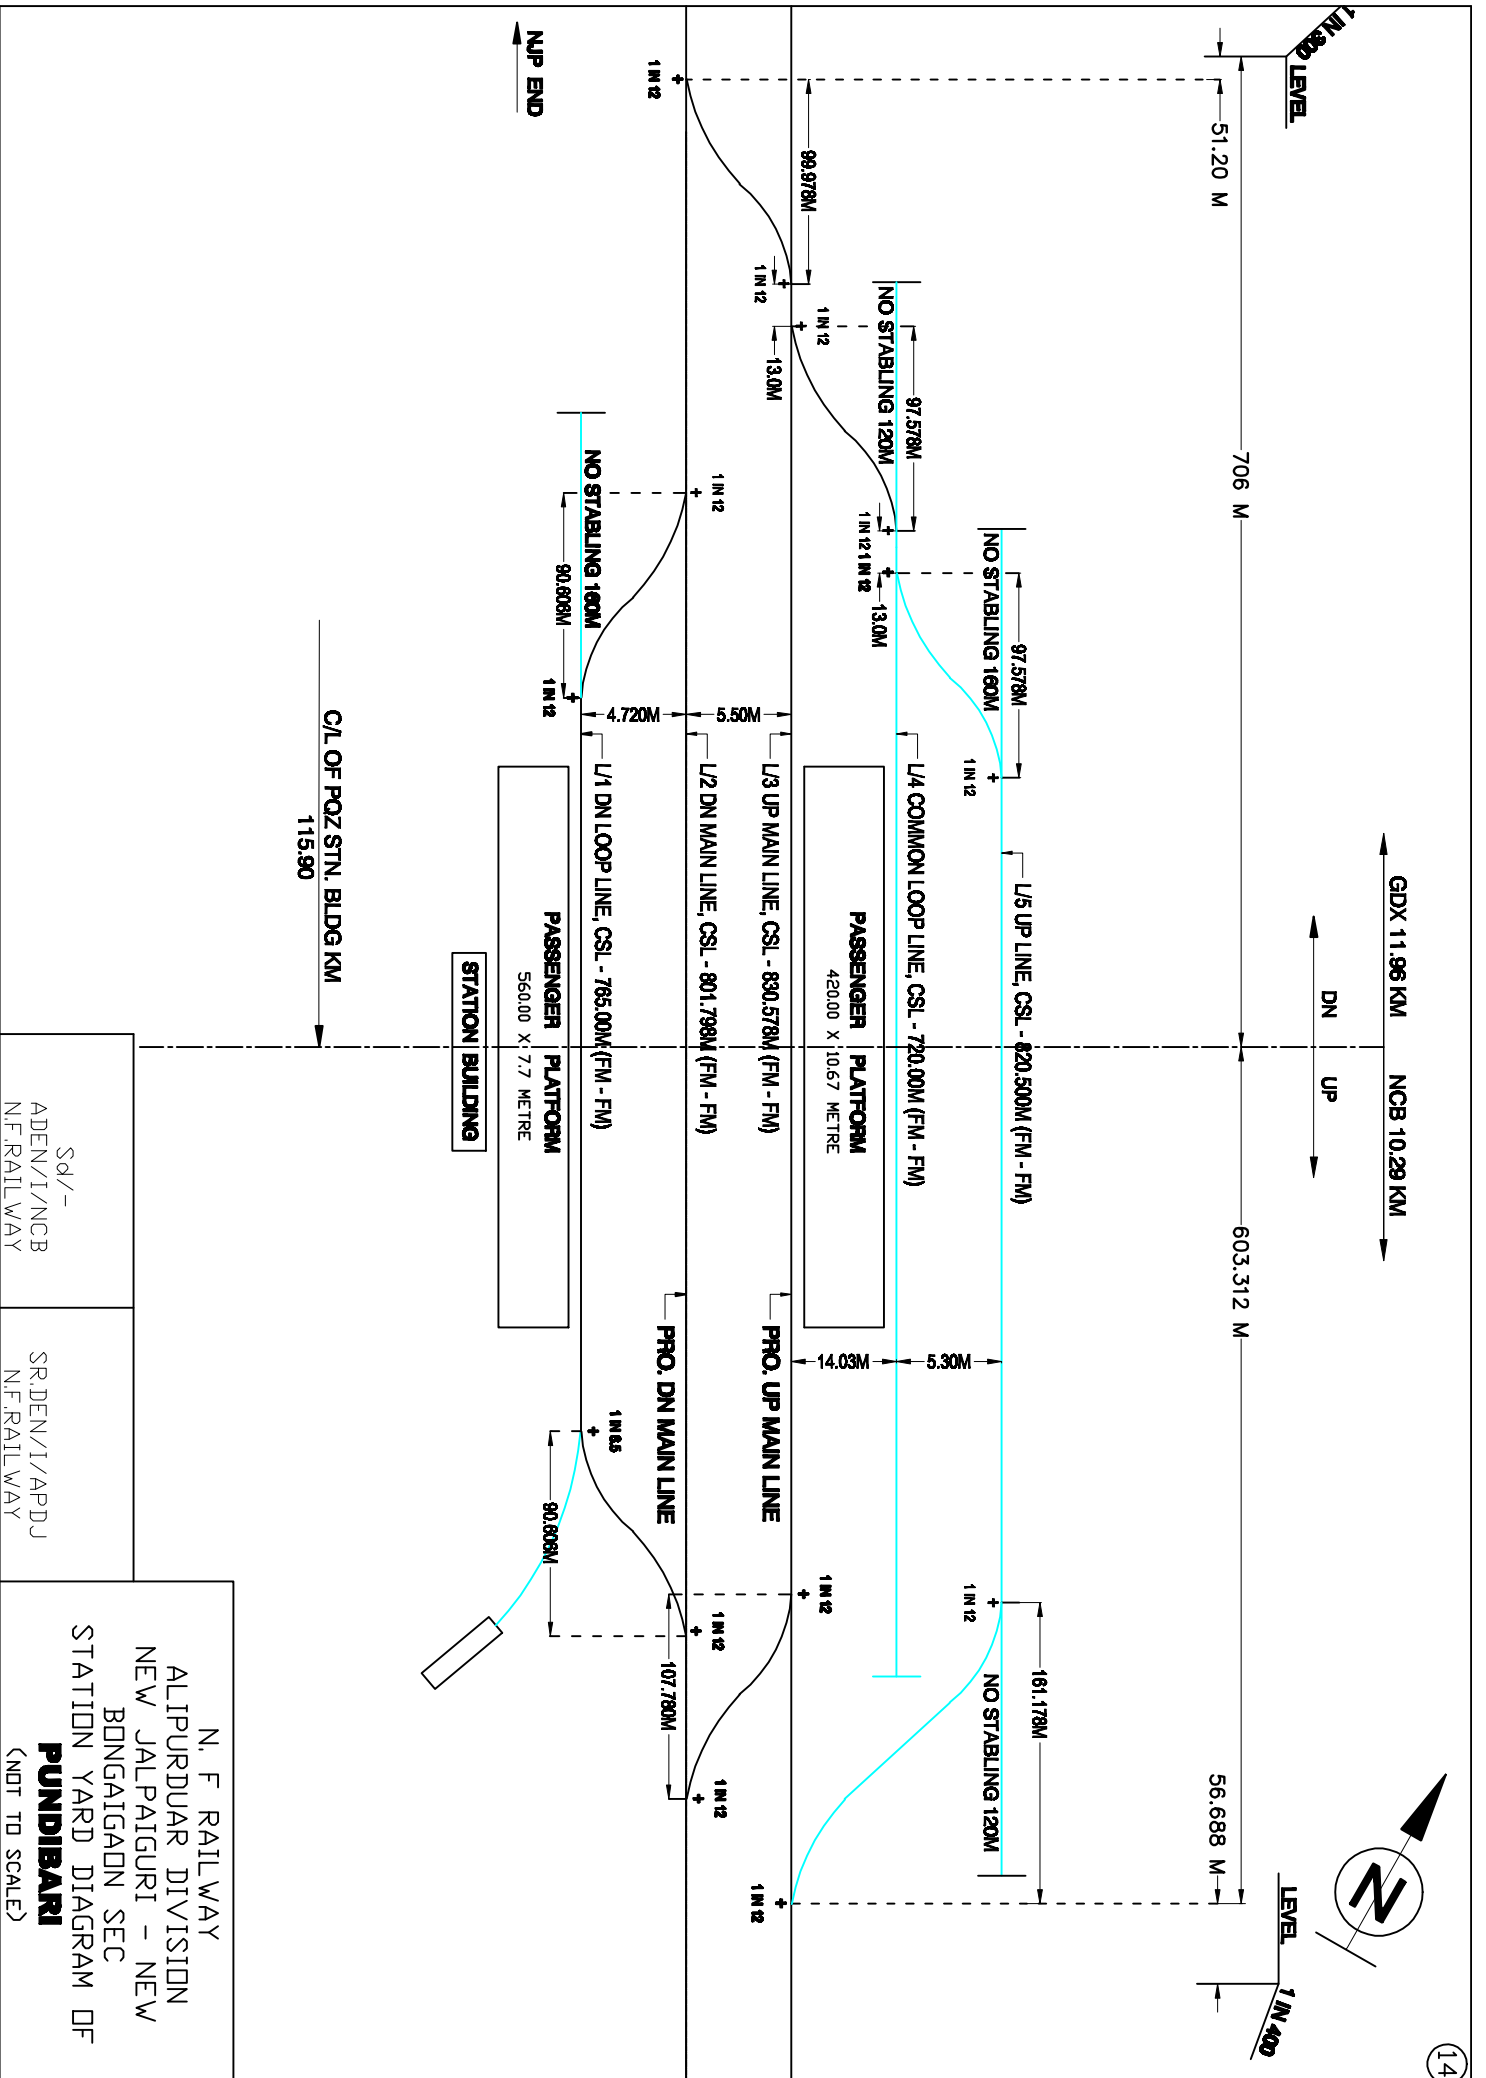 14
1 IN 300
LEVEL
51.20 M
706 M
603.312 M
56.688 M
LEVEL
1 IN 400
GDX 11.96 KM
NCB 10.29 KM
DN
UP
N
NO STABLING 160M
97.578M
1 IN 12
L/5 UP LINE, CSL - 820.500M (FM - FM)
1 IN 12
161.178M
NO STABLING 120M
NO STABLING 120M
97.578M
1 IN 12
1 IN 12
13.0M
L/4 COMMON LOOP LINE, CSL - 720.00M (FM - FM)
5.30M
14.03M
PASSENGER PLATFORM
420.00 X 10.67 METRE
99.978M
1 IN 12
1 IN 12
13.0M
L/3 UP MAIN LINE, CSL - 830.578M (FM - FM)
PRO. UP MAIN LINE
1 IN 12
1 IN 12
5.50M
1 IN 12
1 IN 12
L/2 DN MAIN LINE, CSL - 801.798M (FM - FM)
PRO. DN MAIN LINE
1 IN 12
107.780M
1 IN 12
4.720M
NO STABLING 160M
90.606M
1 IN 12
L/1 DN LOOP LINE, CSL - 765.00M (FM - FM)
1 IN 8.5
90.606M
PASSENGER PLATFORM
560.00 X 7.7 METRE
STATION BUILDING
NJP END
C/L OF PQZ STN. BLDG KM
115.90
Sd/-
ADEN/I/NCB
N.F.RAILWAY
SR.DEN/I/APDJ
N.F.RAILWAY
N. F RAILWAY
ALIPURDUAR DIVISION
NEW JALPAIGURI - NEW
BONGAIGAON SEC
STATION YARD DIAGRAM OF
PUNDIBARI
(NOT TO SCALE)